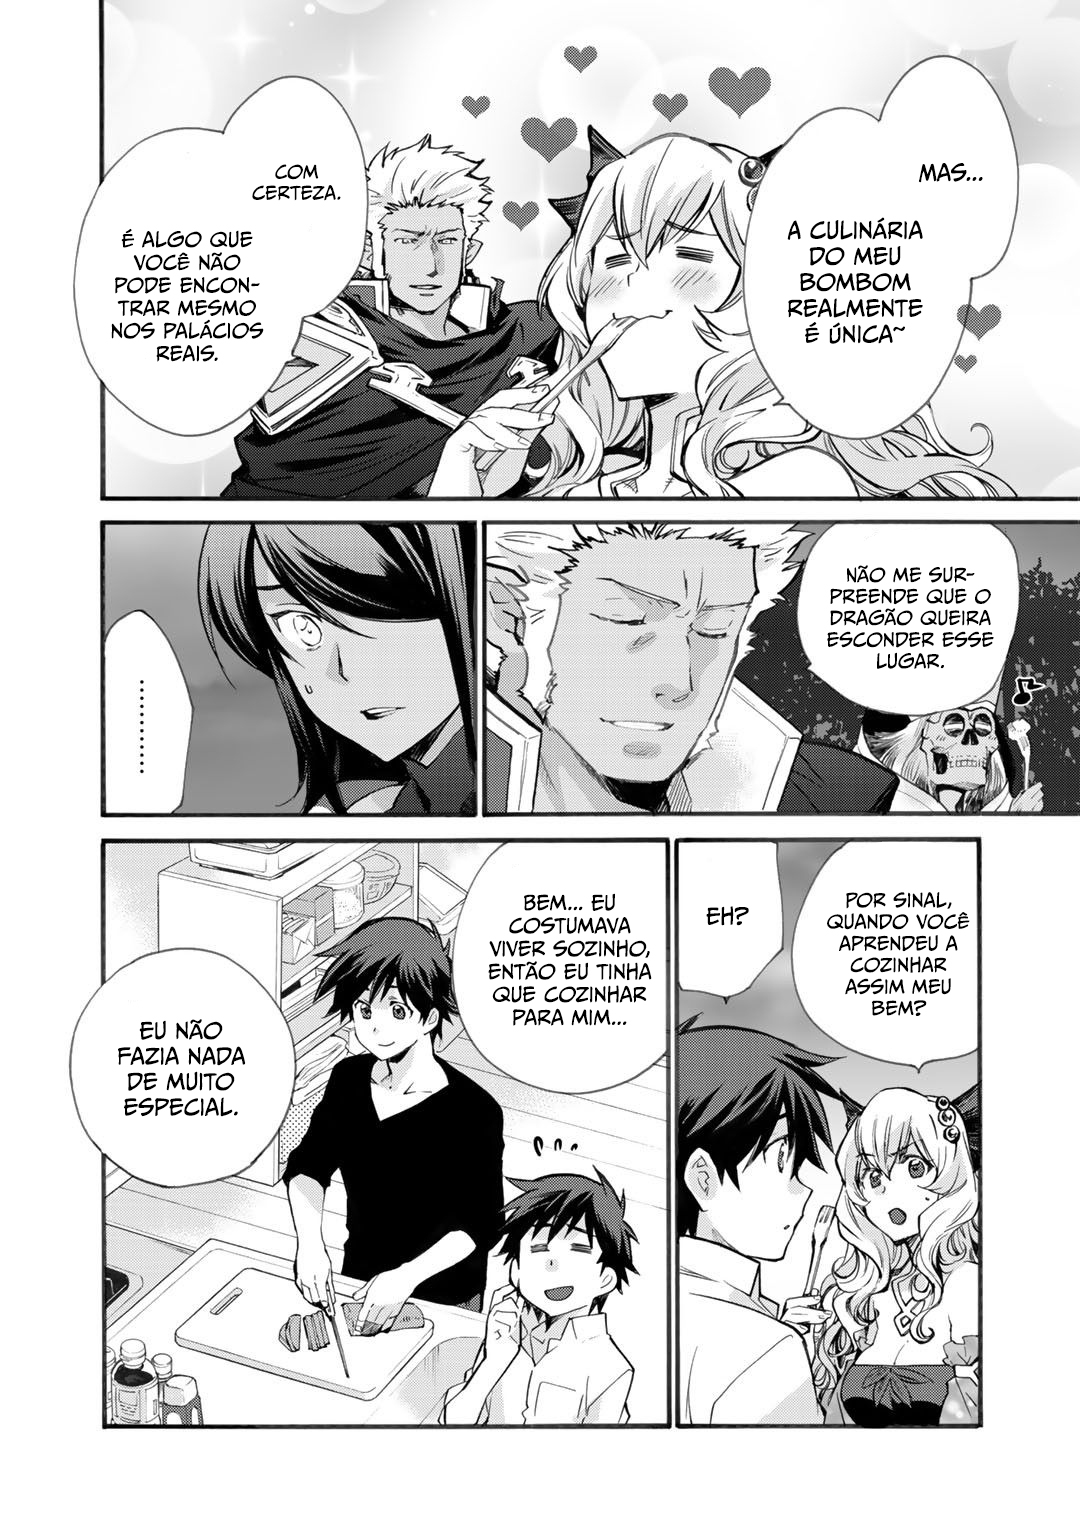 MAS...
A CULINÁRIA
DO MEU
BOMBOM
REALMENTE
É ÚNICA~
COM
CERTEZA.
É ALGO QUE
VOCÊ NÃO
PODE ENCON-
TRAR MESMO
NOS PALÁCIOS
REAIS.
NÃO ME SUR-
PREENDE QUE O
DRAGÃO QUEIRA
ESCONDER ESSE
LUGAR.
..........
POR SINAL,
QUANDO VOCÊ
APRENDEU A
COZINHAR
ASSIM MEU
BEM?
EH?
BEM... EU
COSTUMAVA
VIVER SOZINHO,
ENTÃO EU TINHA
QUE COZINHAR
PARA MIM...
EU NÃO
FAZIA NADA
DE MUITO
ESPECIAL.